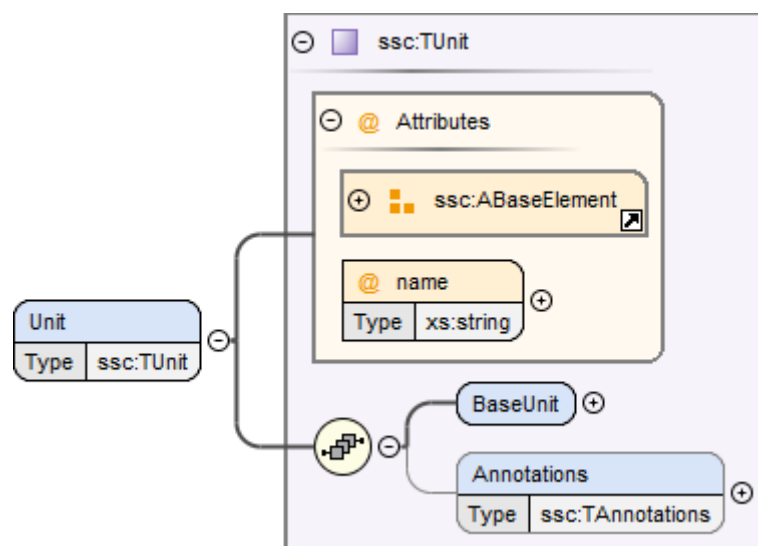 ssc:TUnit
@ Attributes
ssc:ABaseElement
@ name
Type xs:string
Unit
Type ssc:TUnit
BaseUnit
Annotations
Type ssc:TAnnotations